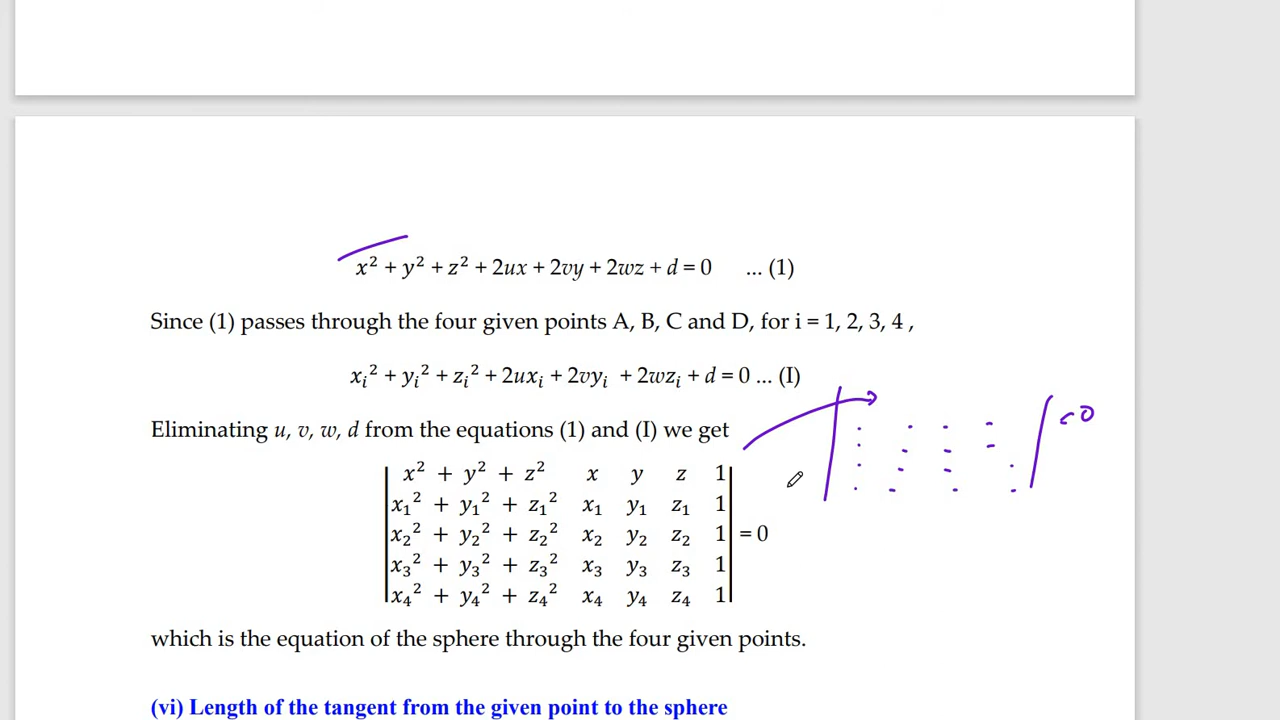 x² + y² + z² + 2ux + 2vy + 2wz + d = 0 ... (1)
Since (1) passes through the four given points A, B, C and D, for i = 1, 2, 3, 4 ,
xᵢ² + yᵢ² + zᵢ² + 2uxᵢ + 2vyᵢ + 2wzᵢ + d = 0 ... (I)
Eliminating u, v, w, d from the equations (1) and (I) we get
x² + y² + z² x y z 1
x₁² + y₁² + z₁² x₁ y₁ z₁ 1
x₂² + y₂² + z₂² x₂ y₂ z₂ 1 = 0
x₃² + y₃² + z₃² x₃ y₃ z₃ 1
x₄² + y₄² + z₄² x₄ y₄ z₄ 1
which is the equation of the sphere through the four given points.
(vi) Length of the tangent from the given point to the sphere